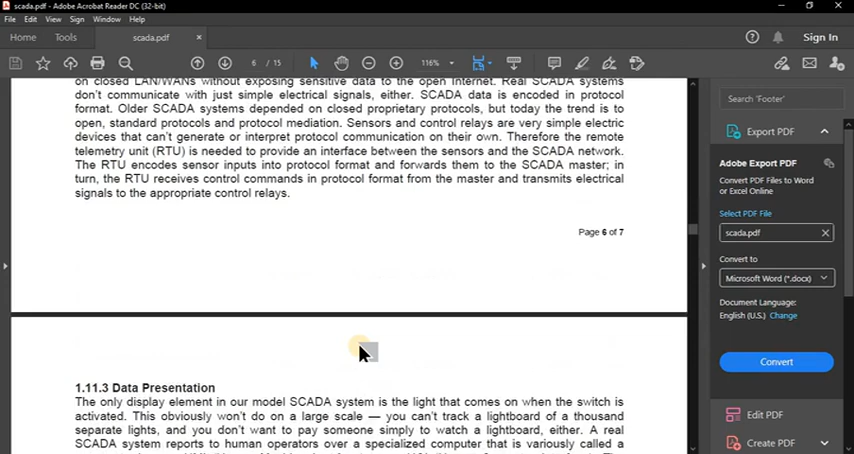 scada.pdf - Adobe Acrobat Reader DC (32-bit)
File Edit View Sign Window Help
Home Tools scada.pdf × Sign In
6 / 15 116%
on closed LAN/WANs without exposing sensitive data to the open Internet. Real SCADA systems
don't communicate with just simple electrical signals, either. SCADA data is encoded in protocol
format. Older SCADA systems depended on closed proprietary protocols, but today the trend is to
open, standard protocols and protocol mediation. Sensors and control relays are very simple electric
devices that can't generate or interpret protocol communication on their own. Therefore the remote
telemetry unit (RTU) is needed to provide an interface between the sensors and the SCADA network.
The RTU encodes sensor inputs into protocol format and forwards them to the SCADA master; in
turn, the RTU receives control commands in protocol format from the master and transmits electrical
signals to the appropriate control relays.
Page 6 of 7
1.11.3 Data Presentation
The only display element in our model SCADA system is the light that comes on when the switch is
activated. This obviously won't do on a large scale — you can't track a lightboard of a thousand
separate lights, and you don't want to pay someone simply to watch a lightboard, either. A real
SCADA system reports to human operators over a specialized computer that is variously called a
Search 'Footer'
Export PDF
Adobe Export PDF
Convert PDF Files to Word
or Excel Online
Select PDF File
scada.pdf
Convert to
Microsoft Word (*.docx)
Document Language:
English (U.S.) Change
Convert
Edit PDF
Create PDF